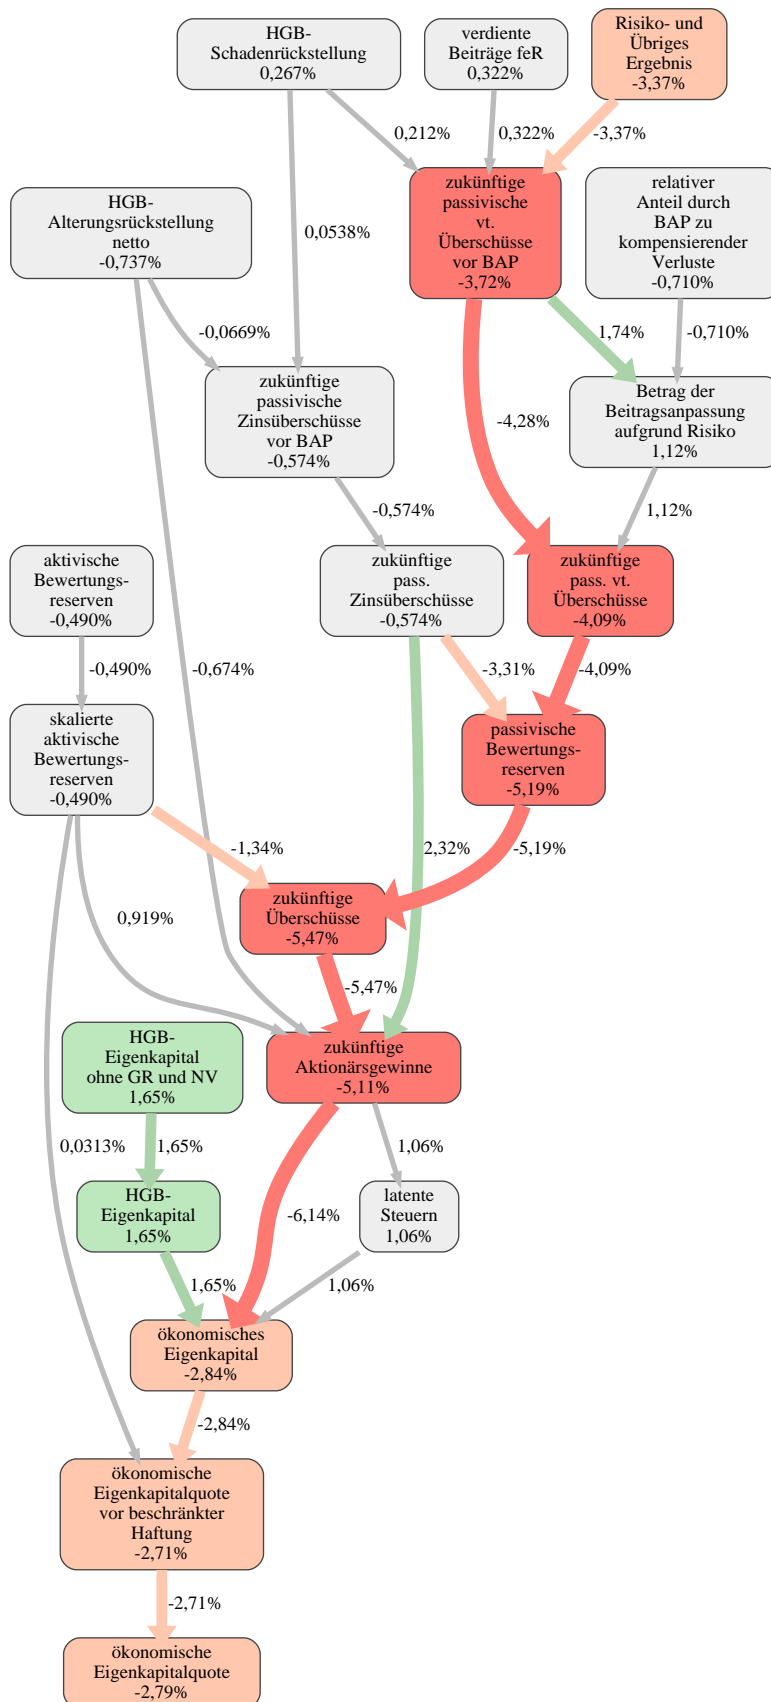 HGB-
Schadenrückstellung
0,267%
verdiente
Beiträge feR
0,322%
Risiko- und
Übriges
Ergebnis
-3,37%
0,212%
0,322%
-3,37%
HGB-
Alterungsrückstellung
netto
-0,737%
zukünftige
passivische
vt.
Überschüsse
vor BAP
-3,72%
relativer
Anteil durch
BAP zu
kompensierender
Verluste
-0,710%
0,0538%
-0,0669%
1,74%
-0,710%
zukünftige
passivische
Zinsüberschüsse
vor BAP
-0,574%
-4,28%
Betrag der
Beitragsanpassung
aufgrund Risiko
1,12%
-0,574%
1,12%
aktivische
Bewertungs-
reserven
-0,490%
zukünftige
pass.
Zinsüberschüsse
-0,574%
zukünftige
pass. vt.
Überschüsse
-4,09%
-0,490%
-0,674%
-3,31%
-4,09%
skalierte
aktivische
Bewertungs-
reserven
-0,490%
passivische
Bewertungs-
reserven
-5,19%
-1,34%
2,32%
-5,19%
0,919%
zukünftige
Überschüsse
-5,47%
-5,47%
HGB-
Eigenkapital
ohne GR und NV
1,65%
zukünftige
Aktionärsgewinne
-5,11%
0,0313%
1,65%
1,06%
HGB-
Eigenkapital
1,65%
-6,14%
latente
Steuern
1,06%
1,65%
1,06%
ökonomisches
Eigenkapital
-2,84%
-2,84%
ökonomische
Eigenkapitalquote
vor beschränkter
Haftung
-2,71%
-2,71%
ökonomische
Eigenkapitalquote
-2,79%